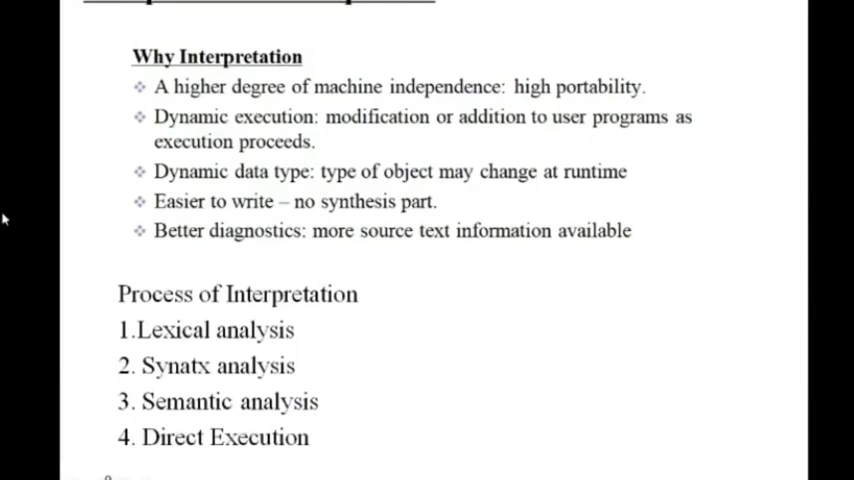 Why Interpretation
❖ A higher degree of machine independence: high portability.
❖ Dynamic execution: modification or addition to user programs as
execution proceeds.
❖ Dynamic data type: type of object may change at runtime
❖ Easier to write – no synthesis part.
❖ Better diagnostics: more source text information available
Process of Interpretation
1.Lexical analysis
2. Synatx analysis
3. Semantic analysis
4. Direct Execution